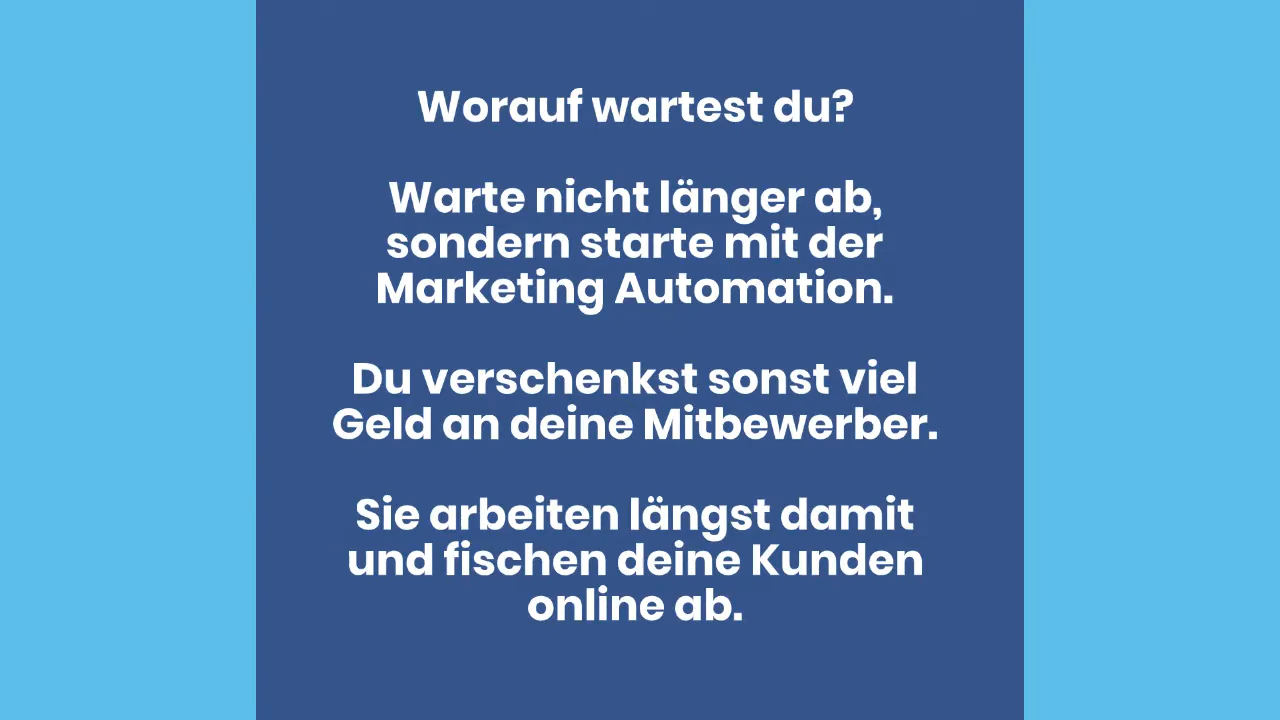 Worauf wartest du?
Warte nicht länger ab,
sondern starte mit der
Marketing Automation.
Du verschenkst sonst viel
Geld an deine Mitbewerber.
Sie arbeiten längst damit
und fischen deine Kunden
online ab.